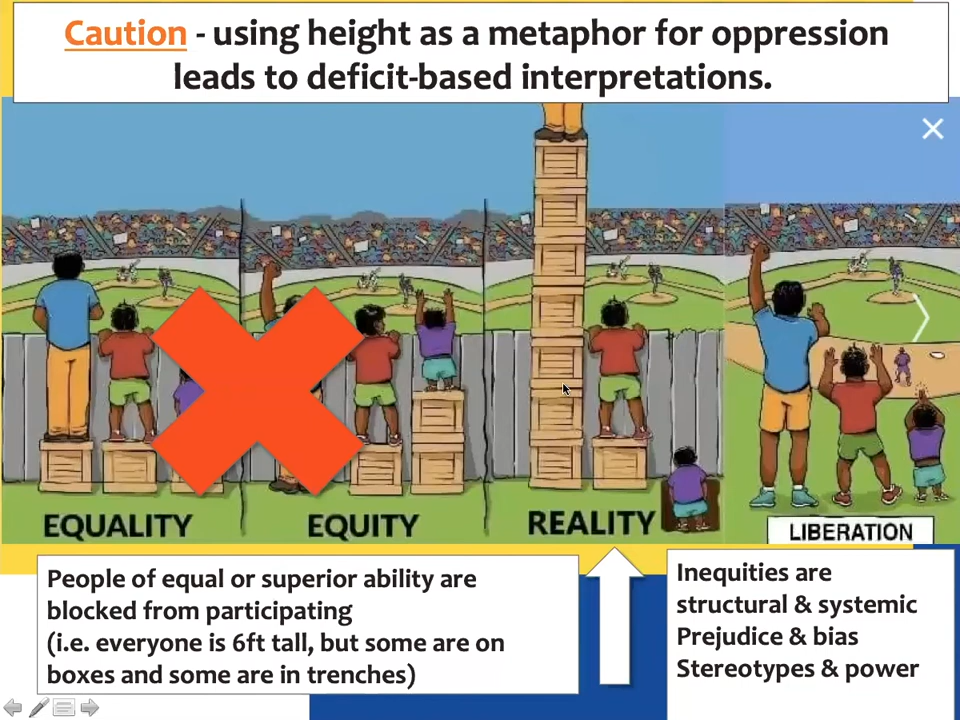 Caution - using height as a metaphor for oppression
leads to deficit-based interpretations.
EQUALITY
EQUITY
REALITY
LIBERATION
People of equal or superior ability are
blocked from participating
(i.e. everyone is 6ft tall, but some are on
boxes and some are in trenches)
Inequities are
structural & systemic
Prejudice & bias
Stereotypes & power